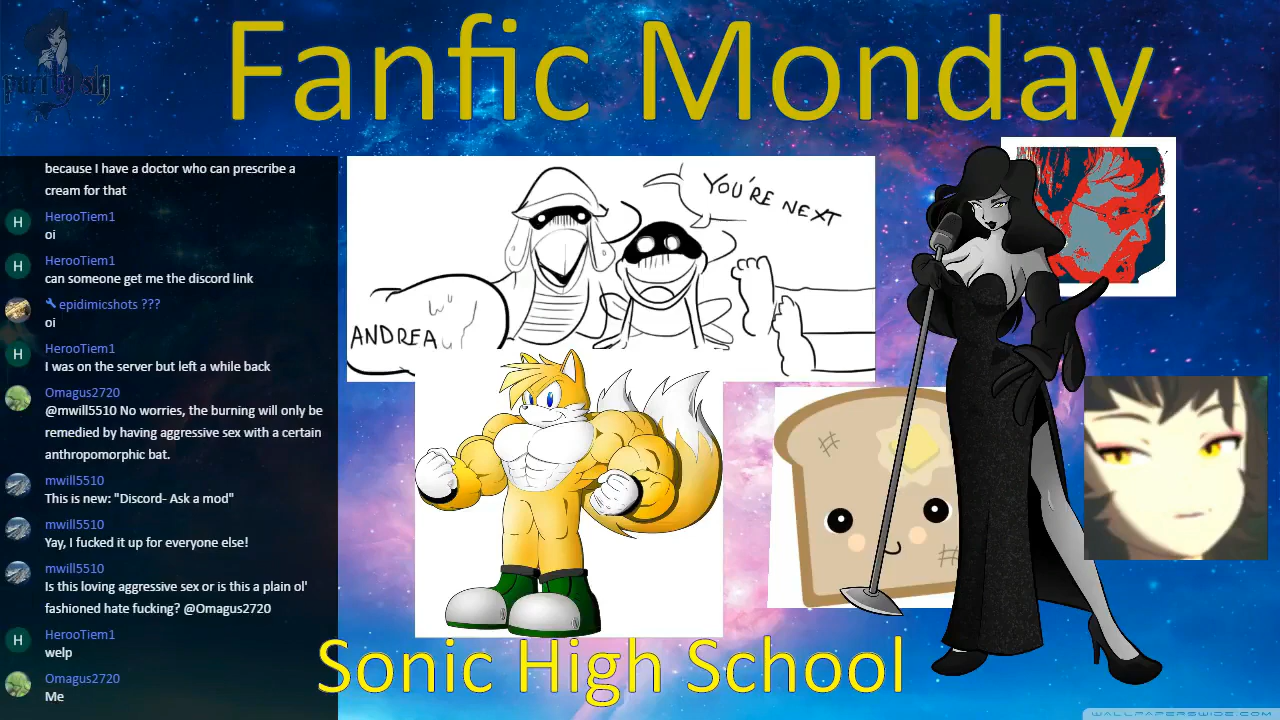 Fanfic Monday
purity sin
because I have a doctor who can prescribe a
cream for that
H HerooTiem1
oi
H HerooTiem1
can someone get me the discord link
epidimicshots ???
oi
H HerooTiem1
I was on the server but left a while back
Omagus2720
@mwill5510 No worries, the burning will only be
remedied by having aggressive sex with a certain
anthropomorphic bat.
mwill5510
This is new: "Discord- Ask a mod"
mwill5510
Yay, I fucked it up for everyone else!
mwill5510
Is this loving aggressive sex or is this a plain ol'
fashioned hate fucking? @Omagus2720
H HerooTiem1
welp
Omagus2720
Me
YOU'RE NEXT
ANDREA
Sonic High School
WALLPAPERSWIDE.COM